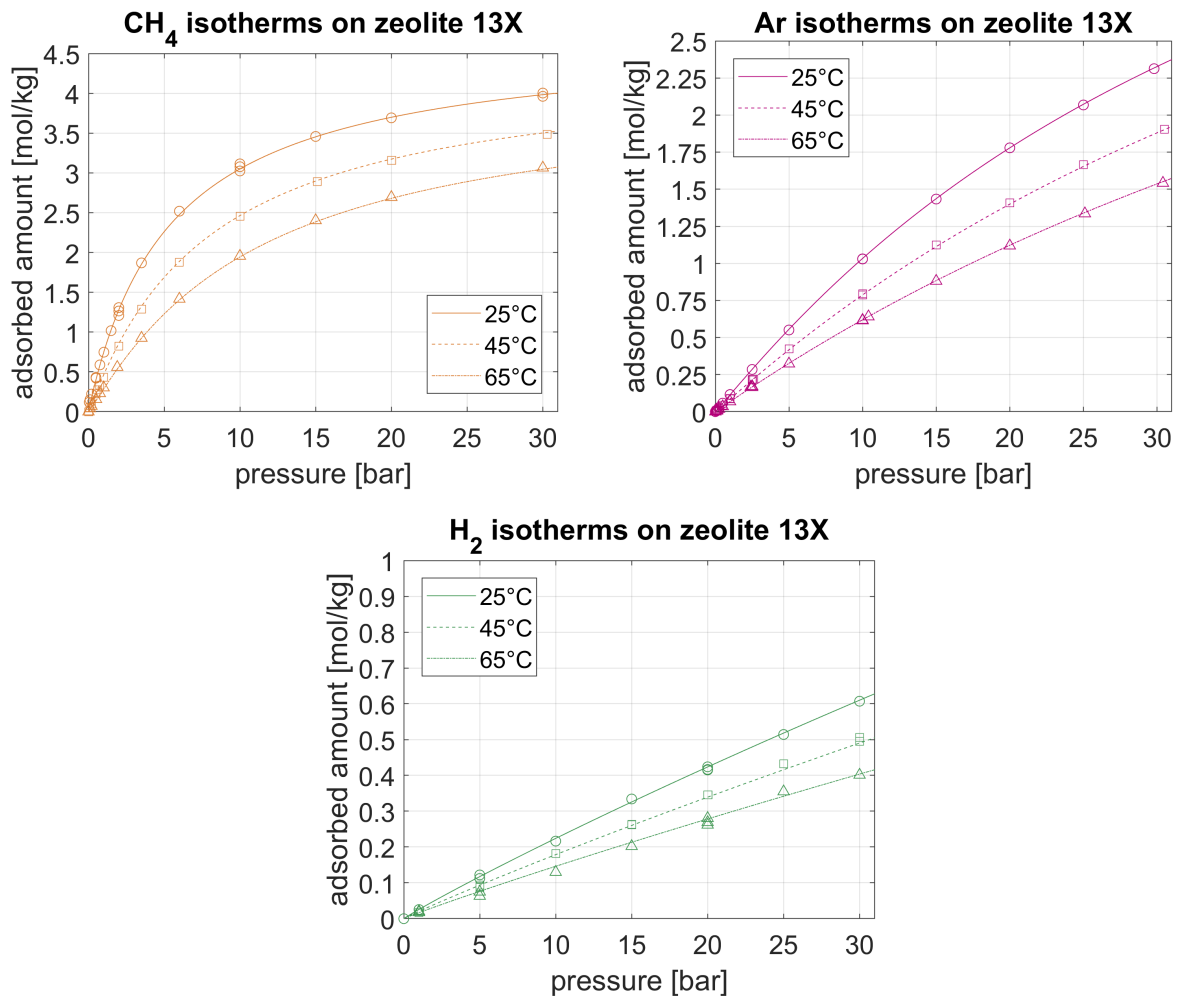 CH4 isotherms on zeolite 13X
4.5
4
3.5
3
2.5
2
1.5
1
0.5
0
adsorbed amount [mol/kg]
25°C
45°C
65°C
0 5 10 15 20 25 30
pressure [bar]
Ar isotherms on zeolite 13X
2.5
2.25
2
1.75
1.5
1.25
1
0.75
0.5
0.25
0
adsorbed amount [mol/kg]
25°C
45°C
65°C
0 5 10 15 20 25 30
pressure [bar]
H2 isotherms on zeolite 13X
1
0.9
0.8
0.7
0.6
0.5
0.4
0.3
0.2
0.1
0
adsorbed amount [mol/kg]
25°C
45°C
65°C
0 5 10 15 20 25 30
pressure [bar]